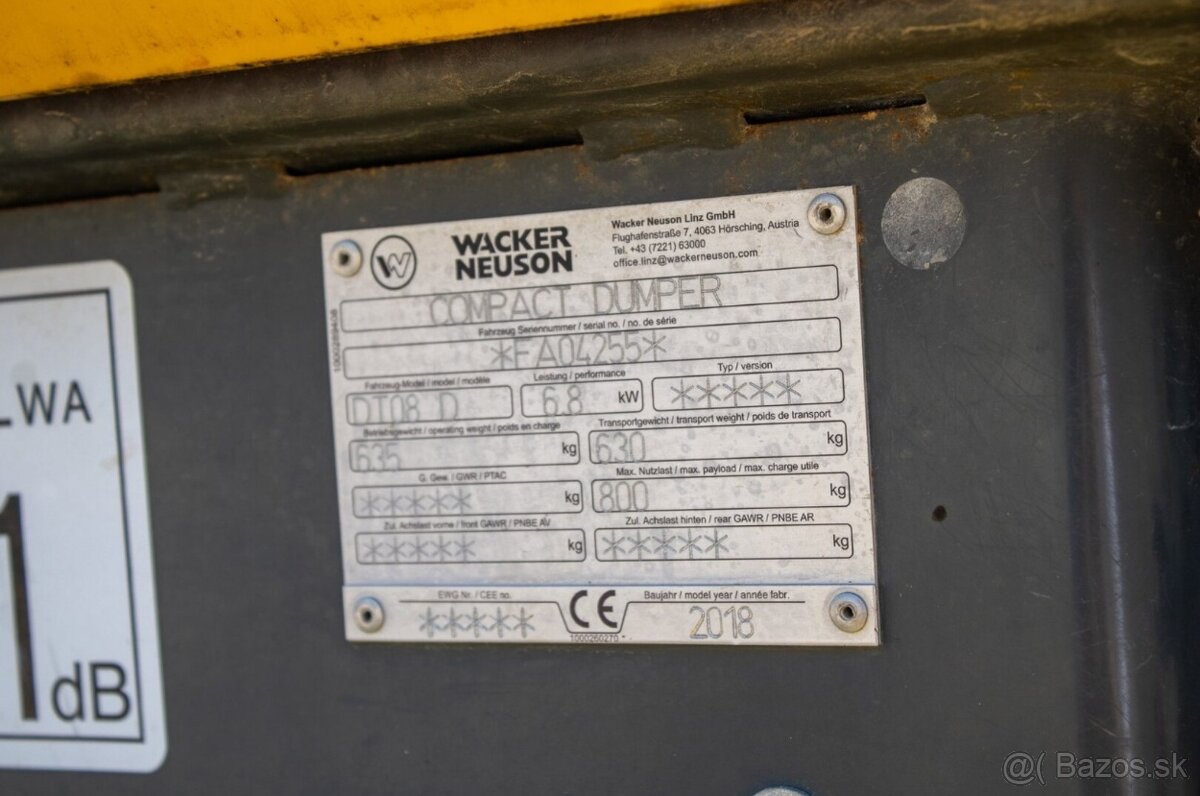 LWA
1
dB
W
WACKER
NEUSON
Wacker Neuson Linz GmbH
Flughafenstraße 7, 4063 Hörsching, Austria
Tel. +43 (7221) 63000
office.linz@wackerneuson.com
COMPACT DUMPER
Fahrzeug Seriennummer / serial no. / no. de série
*FA04255*
Fahrzeug-Model / model / modèle
Leistung / performance
Typ / version
DT08 D
6.8 kW
*****
Betriebsgewicht / operating weight / poids en charge
Transportgewicht / transport weight / poids de transport
635 kg
630 kg
G. Gew. / GWR / PTAC
Max. Nutzlast / max. payload / max. charge utile
***** kg
800 kg
Zul. Achslast vorne / front GAWR / PNBE AV
Zul. Achslast hinten / rear GAWR / PNBE AR
***** kg
***** kg
EWG Nr. / CEE no.
CE
Baujahr / model year / année fabr.
*****
2018
1000260270
@( Bazos.sk